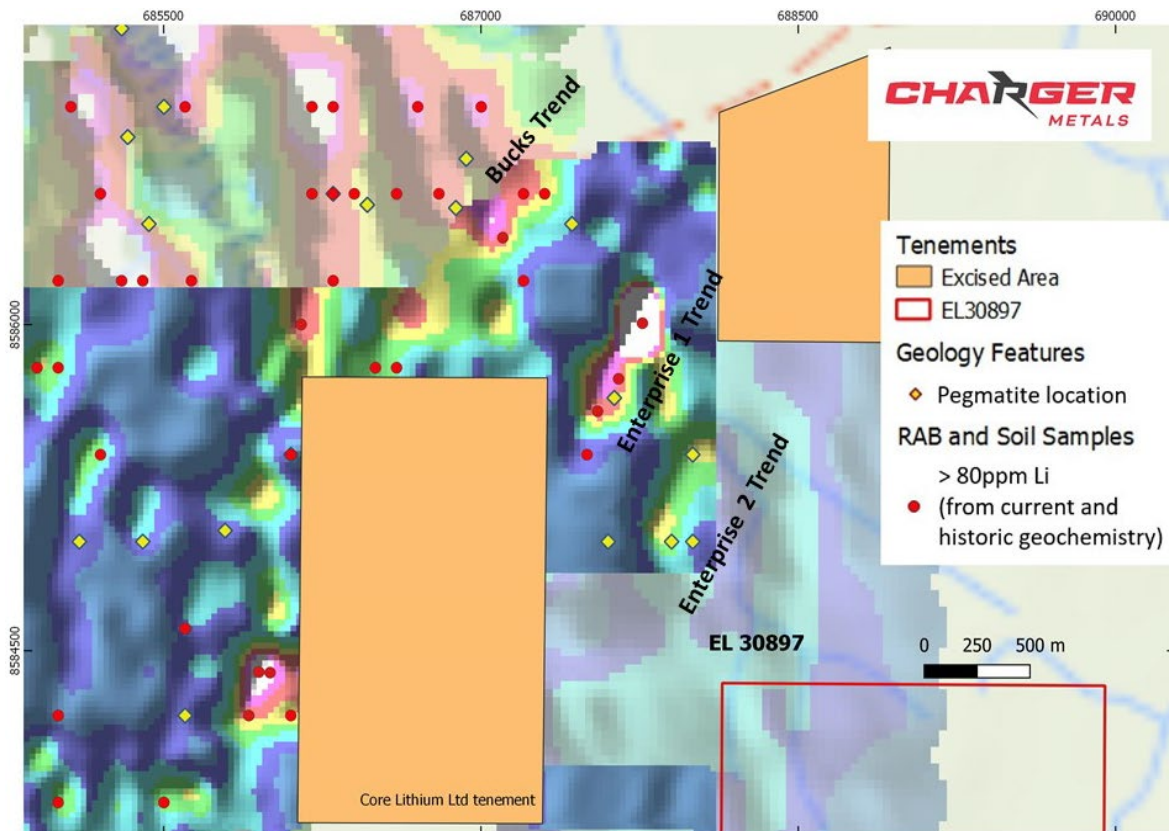 685500
687000
688500
690000
CHARGER
METALS
Bucks Trend
Tenements
Excised Area
EL30897
8586000
Geology Features
Enterprise 1 Trend
Pegmatite location
RAB and Soil Samples
> 80ppm Li
(from current and
historic geochemistry)
Enterprise 2 Trend
8584500
EL 30897
0 250 500 m
Core Lithium Ltd tenement